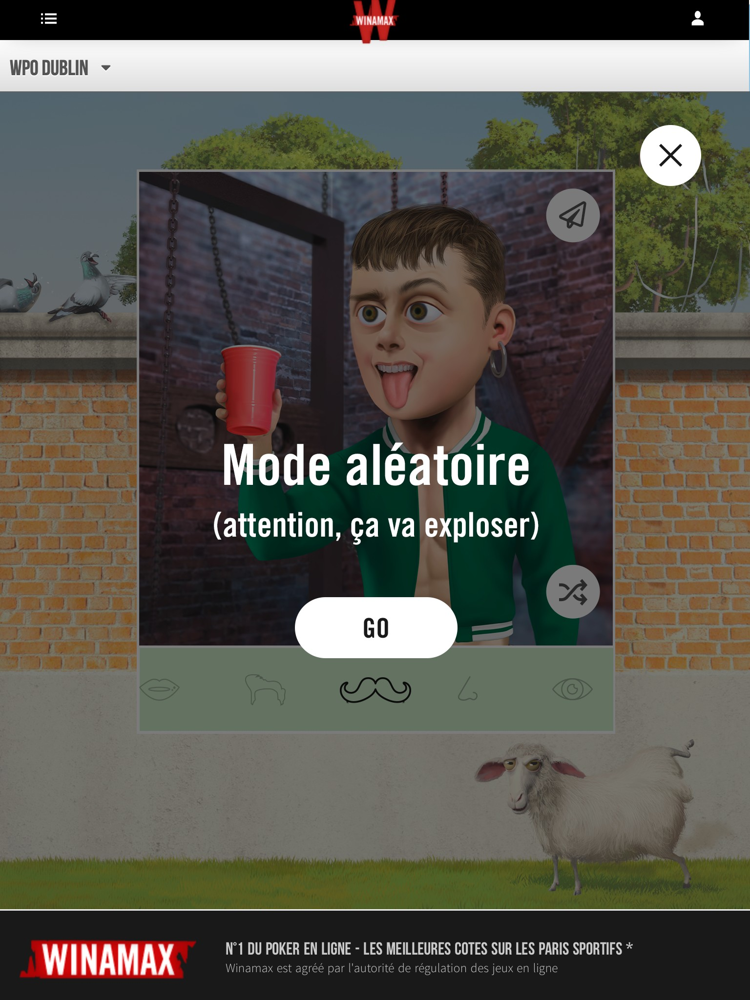 WINAMAX
WPO DUBLIN
Mode aléatoire
(attention, ça va exploser)
GO
WINAMAX
N°1 DU POKER EN LIGNE - LES MEILLEURES COTES SUR LES PARIS SPORTIFS *
Winamax est agréé par l'autorité de régulation des jeux en ligne